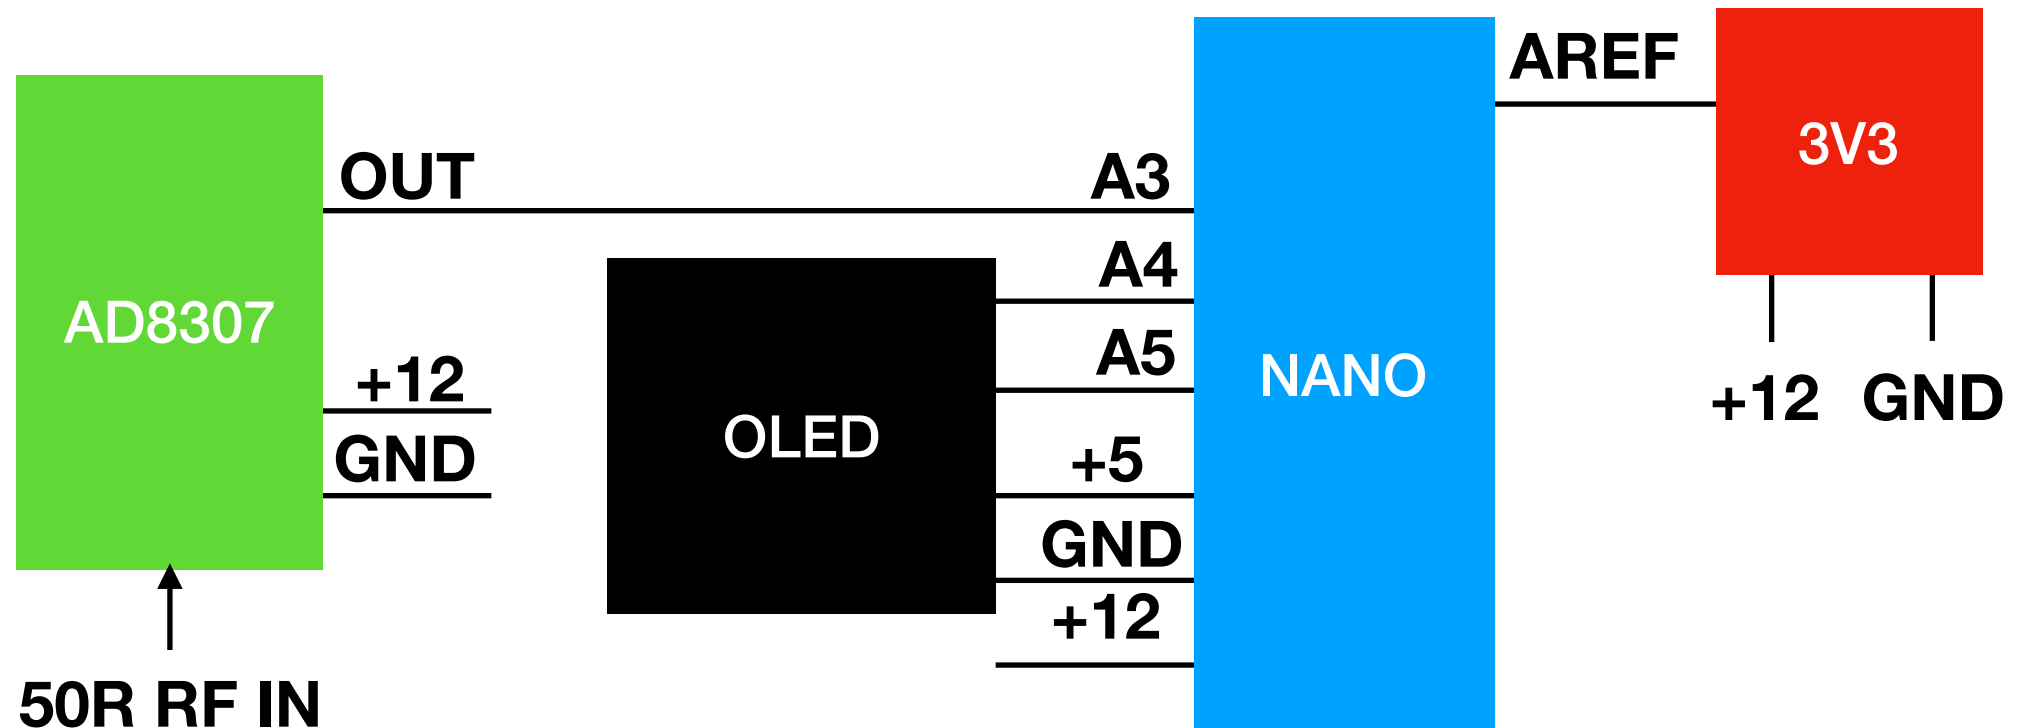 AREF
3V3
OUT
A3
A4
AD8307
A5
+12
NANO
+12 GND
OLED
GND
+5
GND
+12
50R RF IN